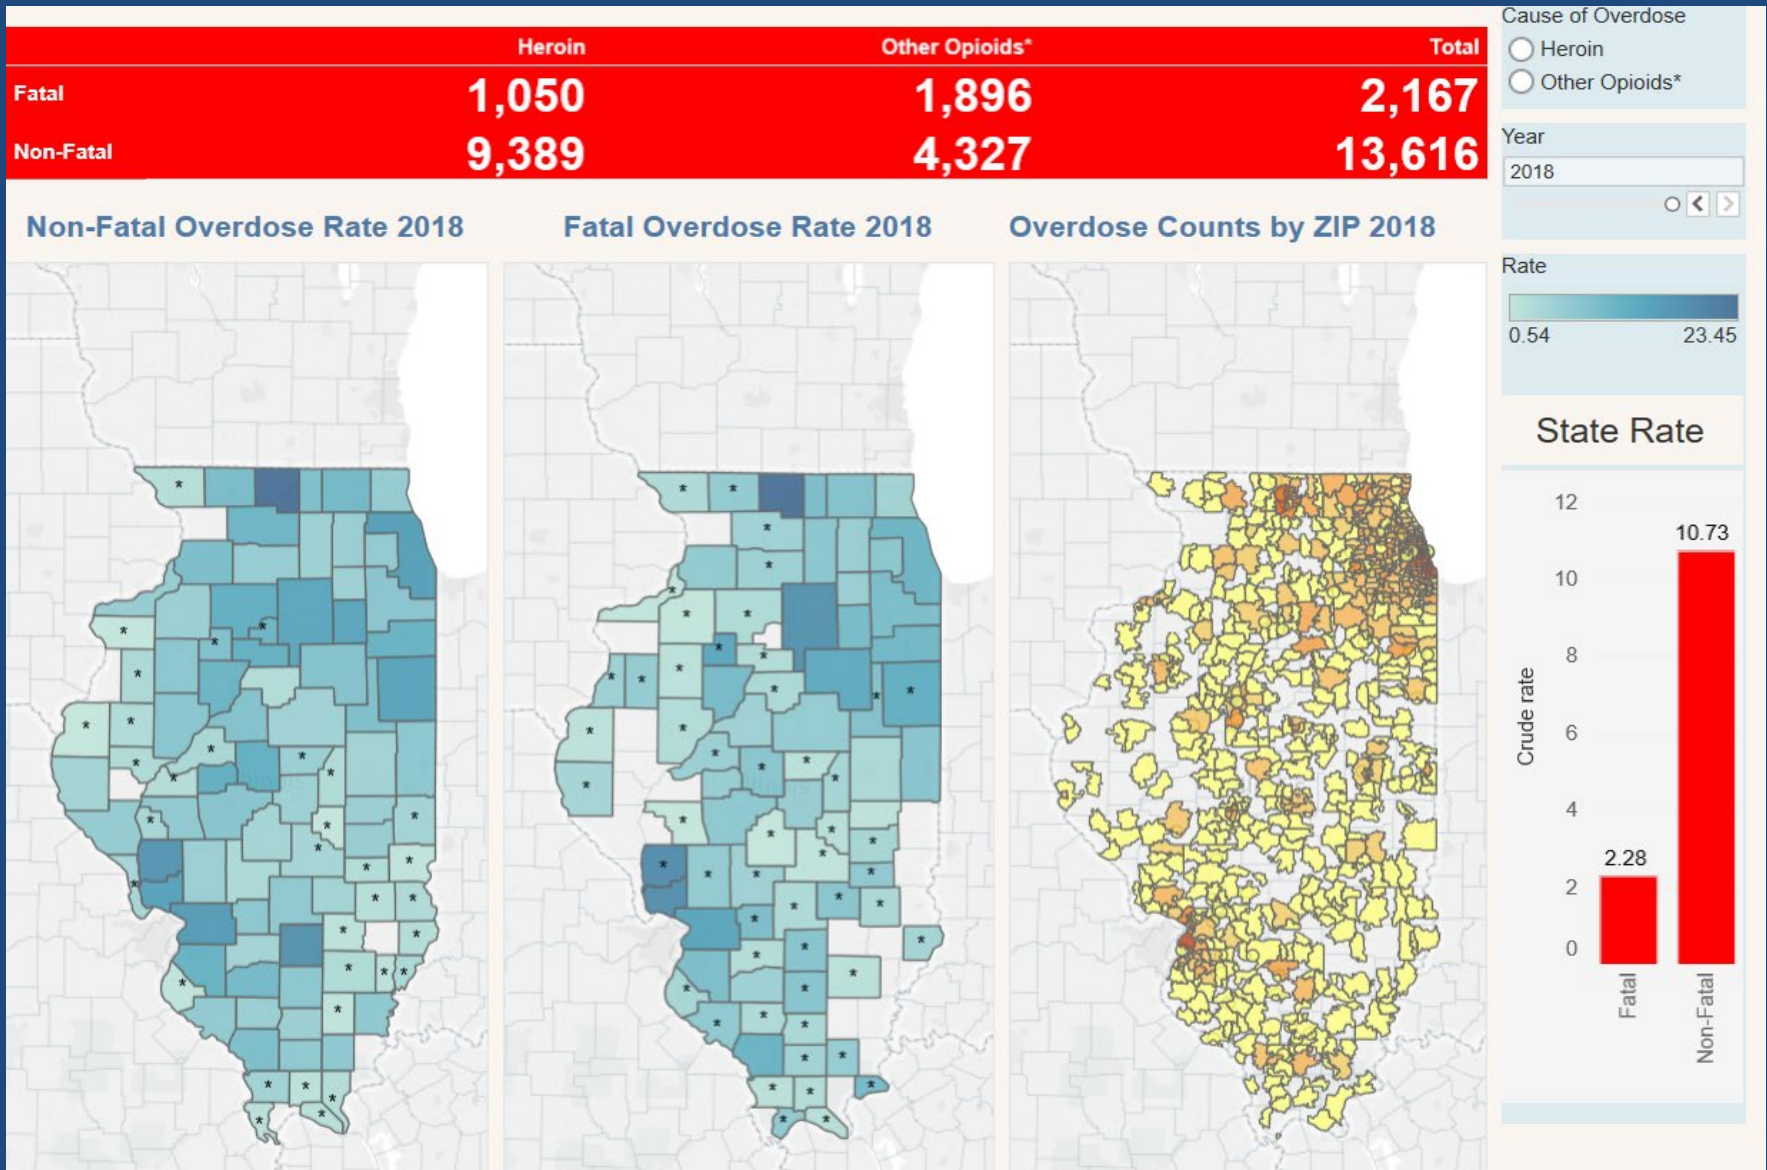 Heroin Other Opioids* Total
Fatal 1,050 1,896 2,167
Non-Fatal 9,389 4,327 13,616
Non-Fatal Overdose Rate 2018
Fatal Overdose Rate 2018
Overdose Counts by ZIP 2018
Cause of Overdose
Heroin
Other Opioids*
Year
2018
Rate
0.54 23.45
State Rate
Crude rate
12
10
8
6
4
2
0
2.28
10.73
Fatal
Non-Fatal